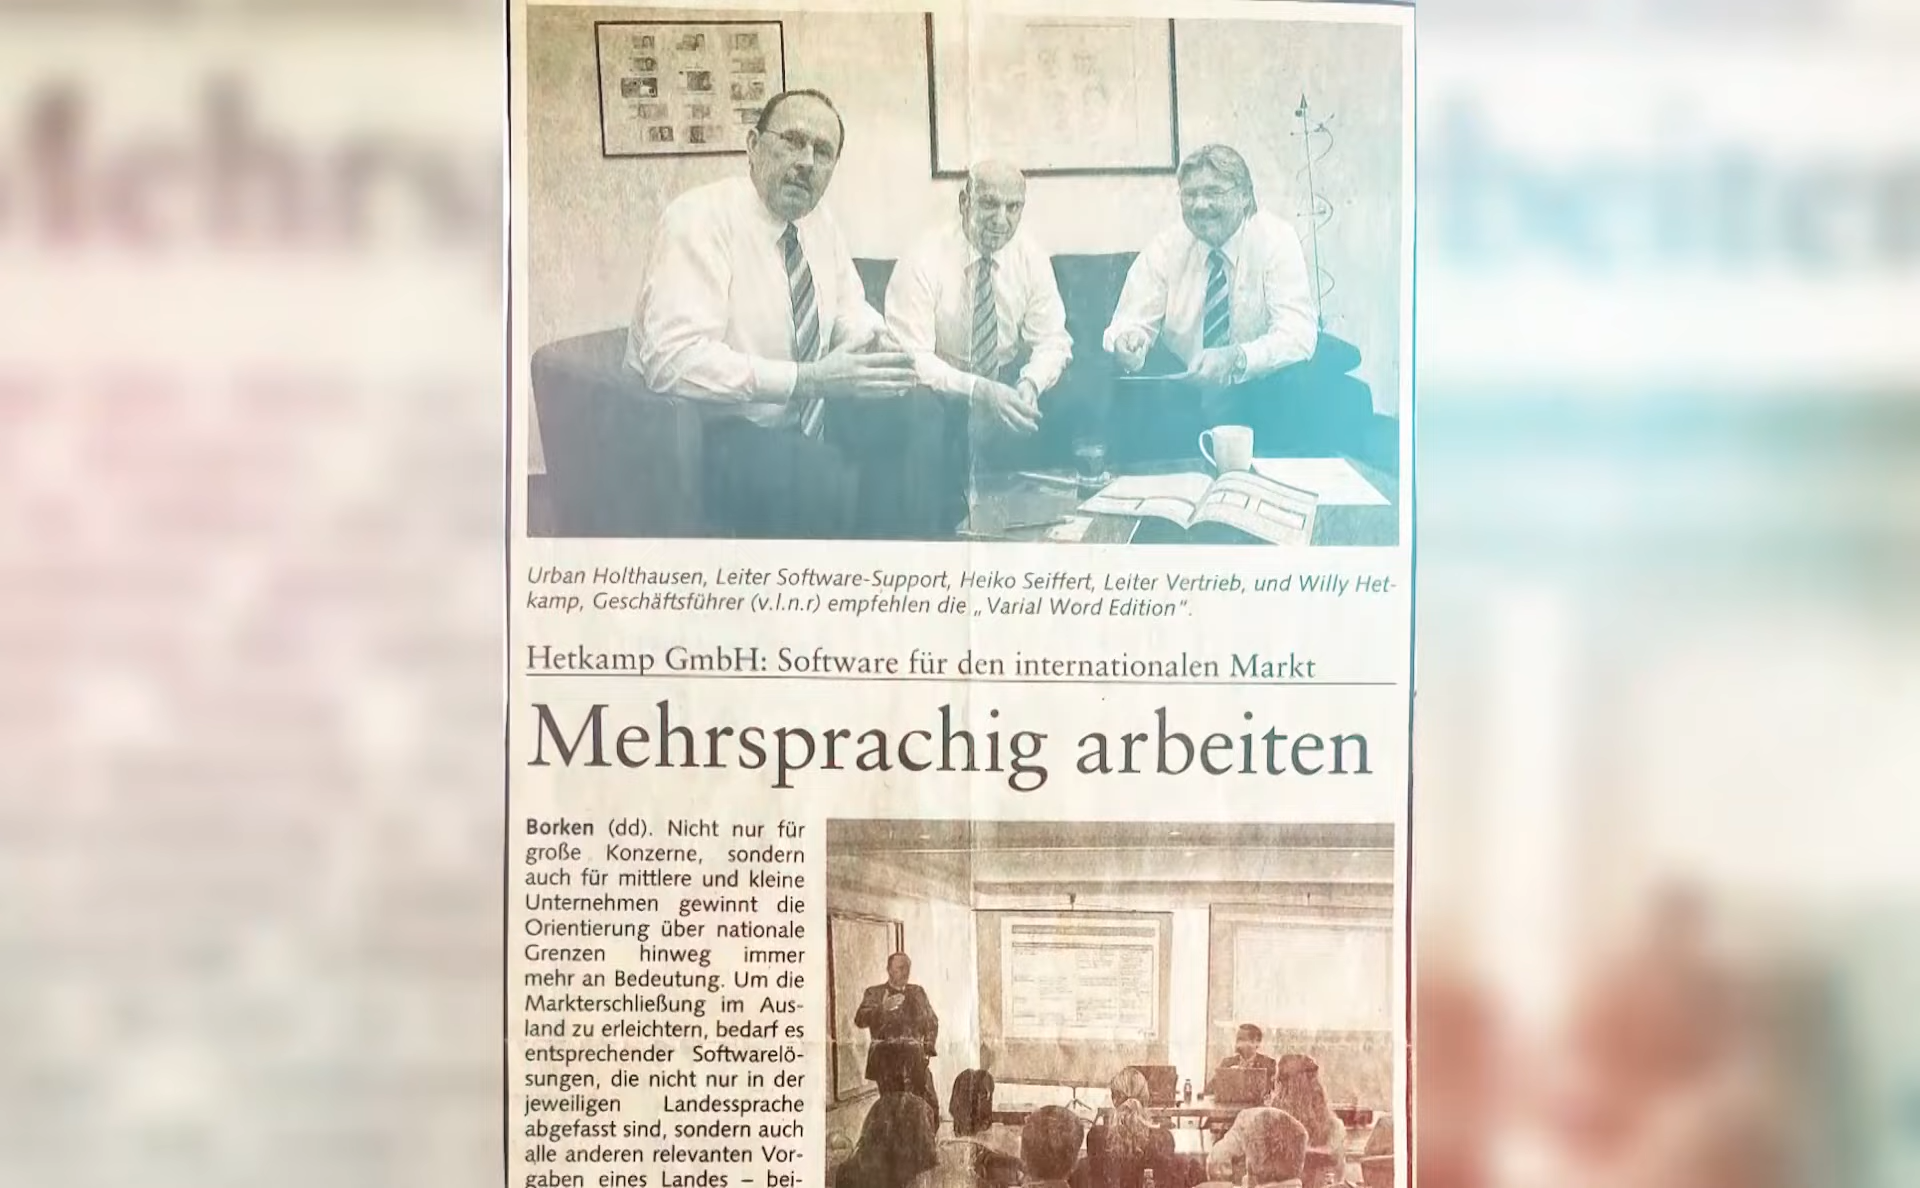 Urban Holthausen, Leiter Software-Support, Heiko Seiffert, Leiter Vertrieb, und Willy Het-
kamp, Geschäftsführer (v.l.n.r) empfehlen die „Varial Word Edition".
Hetkamp GmbH: Software für den internationalen Markt
Mehrsprachig arbeiten
Borken (dd). Nicht nur für
große Konzerne, sondern
auch für mittlere und kleine
Unternehmen gewinnt die
Orientierung über nationale
Grenzen hinweg immer
mehr an Bedeutung. Um die
Markterschließung im Aus-
land zu erleichtern, bedarf es
entsprechender Softwarelö-
sungen, die nicht nur in der
jeweiligen Landessprache
abgefasst sind, sondern auch
alle anderen relevanten Vor-
gaben eines Landes – bei-